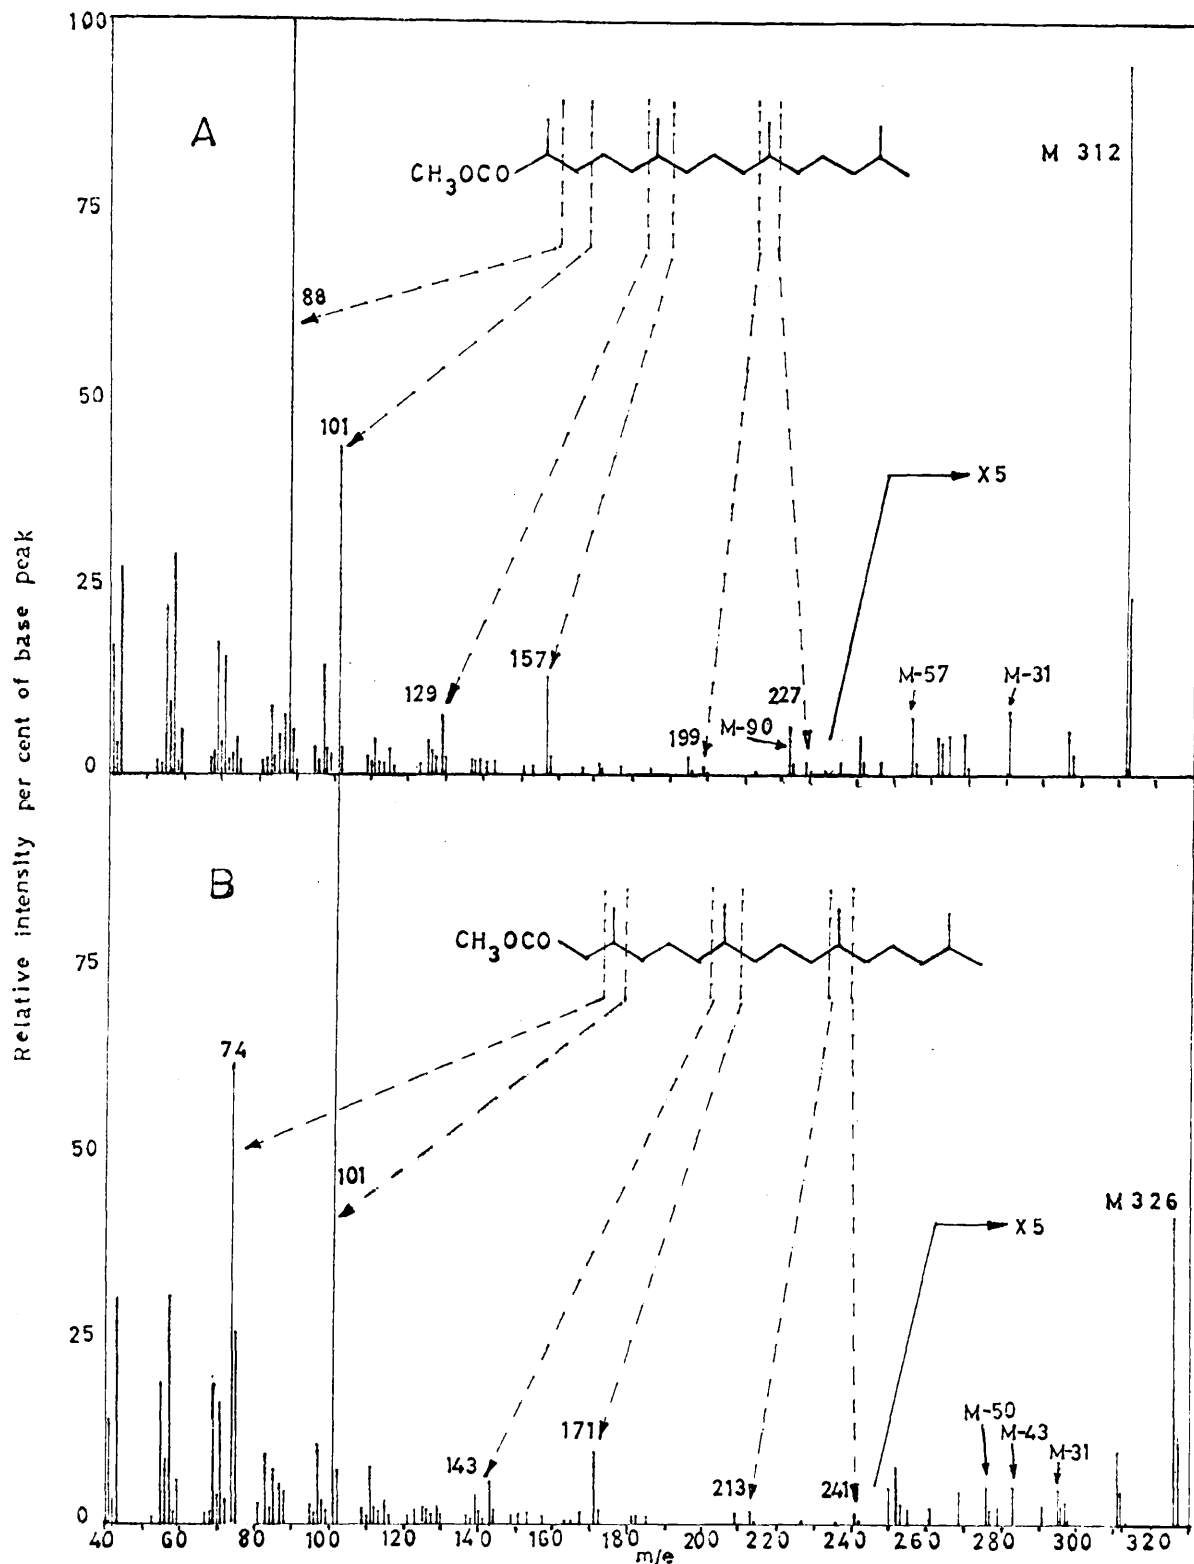 100
A
M 312
CH3OCO
75
88
50
101
X5
25
157
129
M-57
M-31
227
M-90
199
0
Relative intensity per cent of base peak
B
CH3OCO
75
74
50
101
M 326
X5
25
M-50
M-43
M-31
171
143
213
241
0
40 60 80 100 120 140 160 180 200 220 240 260 280 300 320
m/e